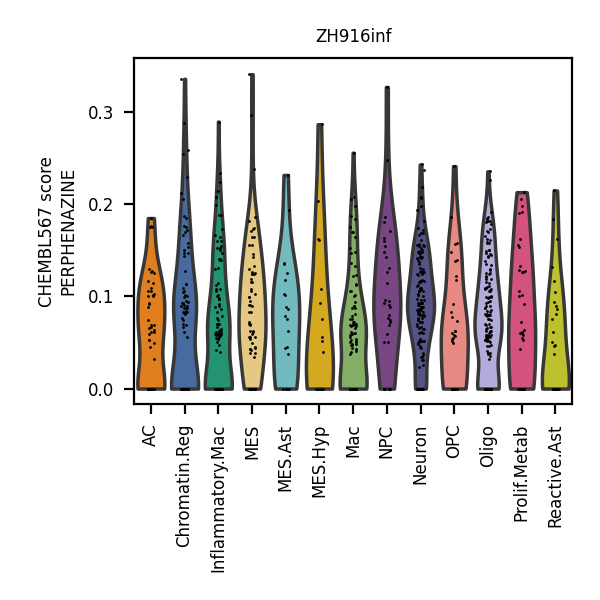 ZH916inf
CHEMBL567 score
PERPHENAZINE
0.3
0.2
0.1
0.0
AC
Chromatin.Reg
Inflammatory.Mac
MES
MES.Ast
MES.Hyp
Mac
NPC
Neuron
OPC
Oligo
Prolif.Metab
Reactive.Ast